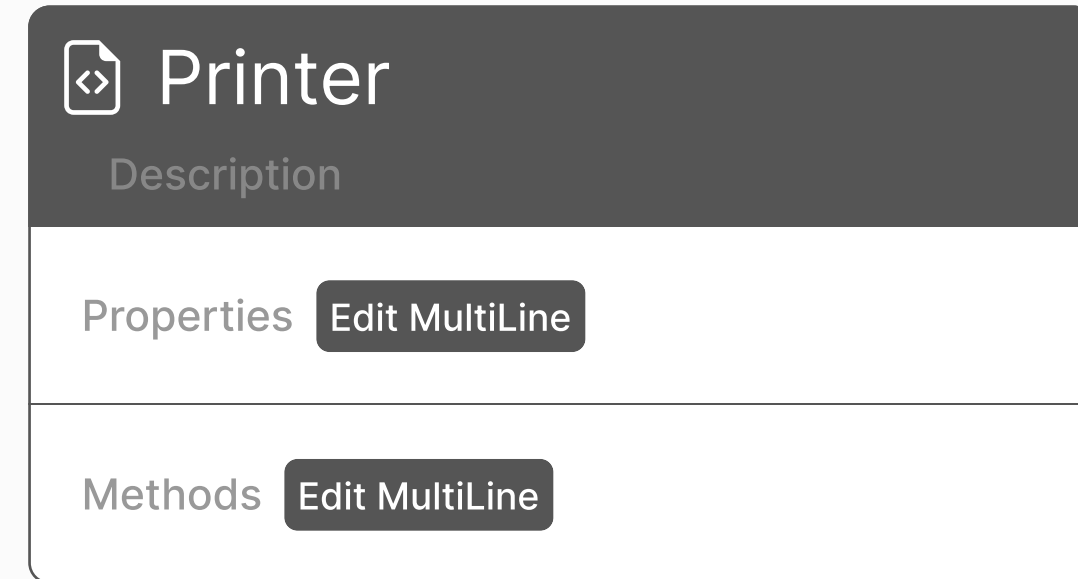 Printer
Description
Properties Edit MultiLine
Methods Edit MultiLine